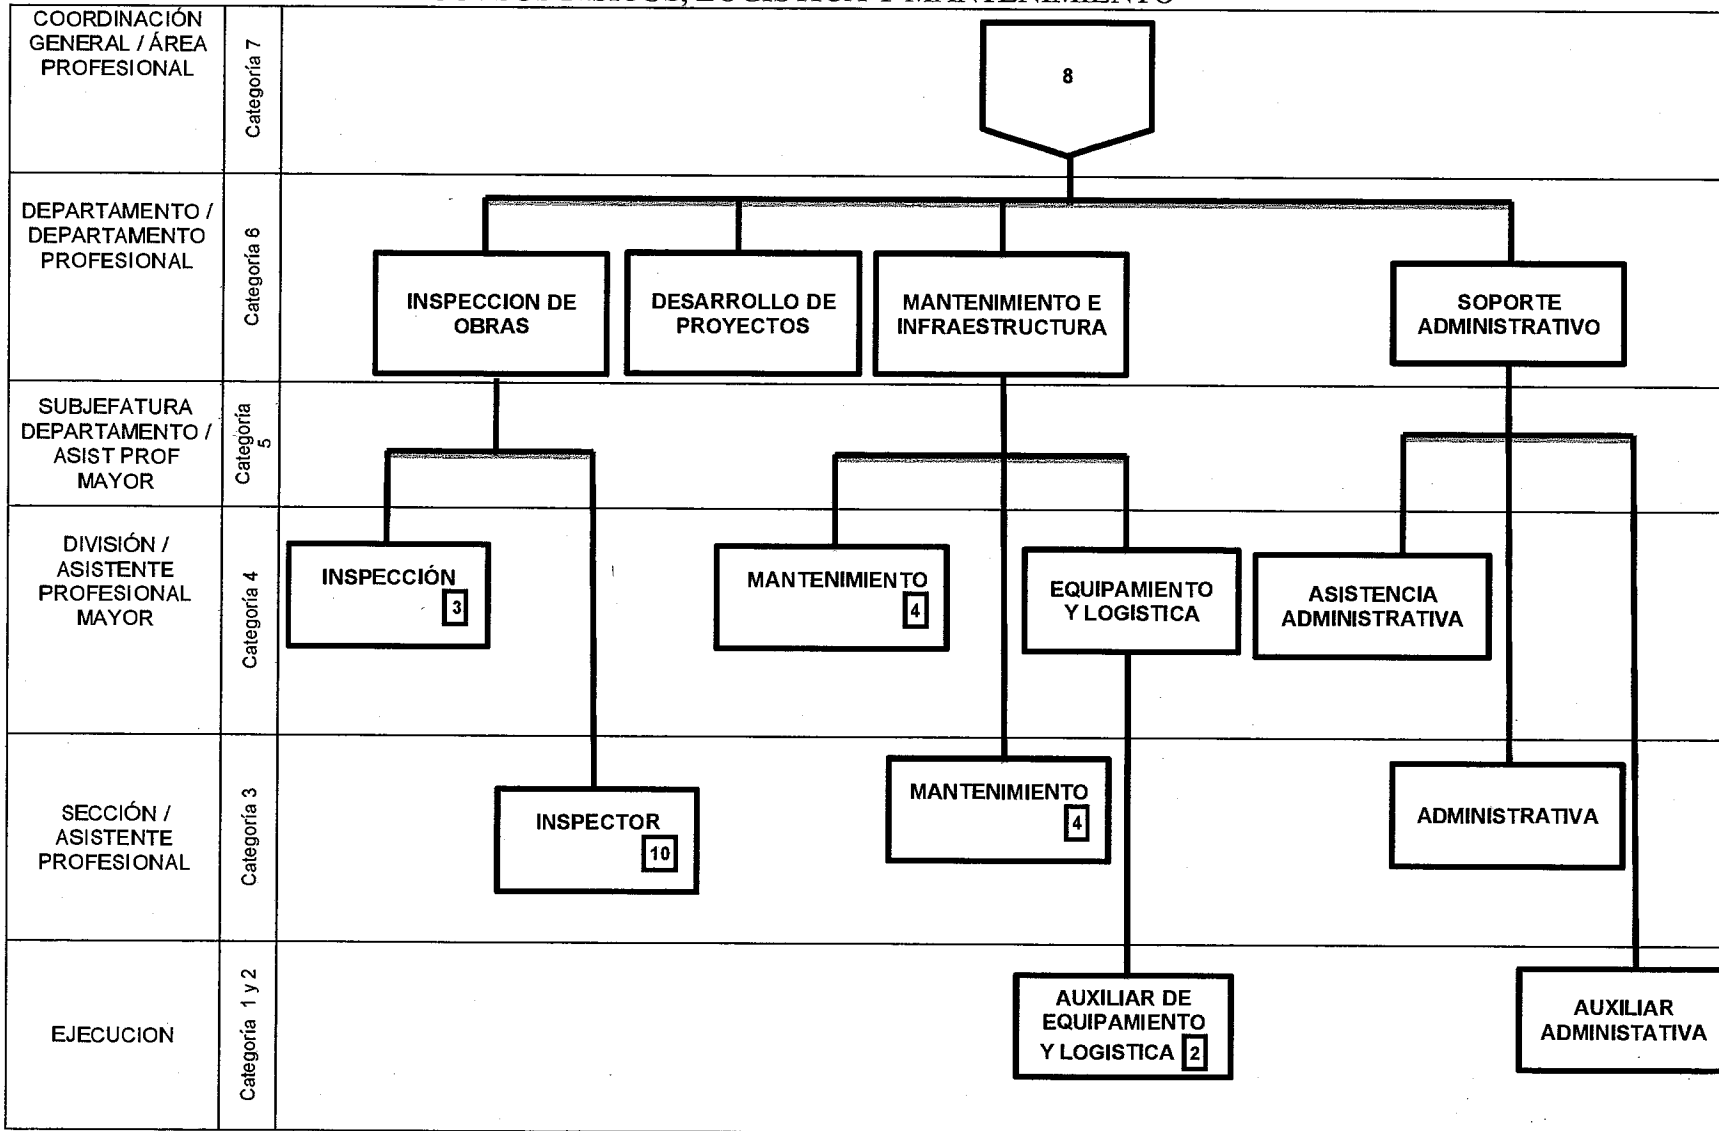 LOGISTICA Y MANTENIMIENTO
COORDINACIÓN
GENERAL / ÁREA
PROFESIONAL
Categoría 7
8
DEPARTAMENTO /
DEPARTAMENTO
PROFESIONAL
Categoría 6
INSPECCION DE
OBRAS
DESARROLLO DE
PROYECTOS
MANTENIMIENTO E
INFRAESTRUCTURA
SOPORTE
ADMINISTRATIVO
SUBJEFATURA
DEPARTAMENTO /
ASIST PROF
MAYOR
Categoría
5
DIVISIÓN /
ASISTENTE
PROFESIONAL
MAYOR
Categoría 4
INSPECCIÓN
3
MANTENIMIENTO
4
EQUIPAMIENTO
Y LOGISTICA
ASISTENCIA
ADMINISTRATIVA
SECCIÓN /
ASISTENTE
PROFESIONAL
Categoría 3
INSPECTOR
10
MANTENIMIENTO
4
ADMINISTRATIVA
EJECUCION
Categoría 1 y 2
AUXILIAR DE
EQUIPAMIENTO
Y LOGISTICA 2
AUXILIAR
ADMINISTATIVA